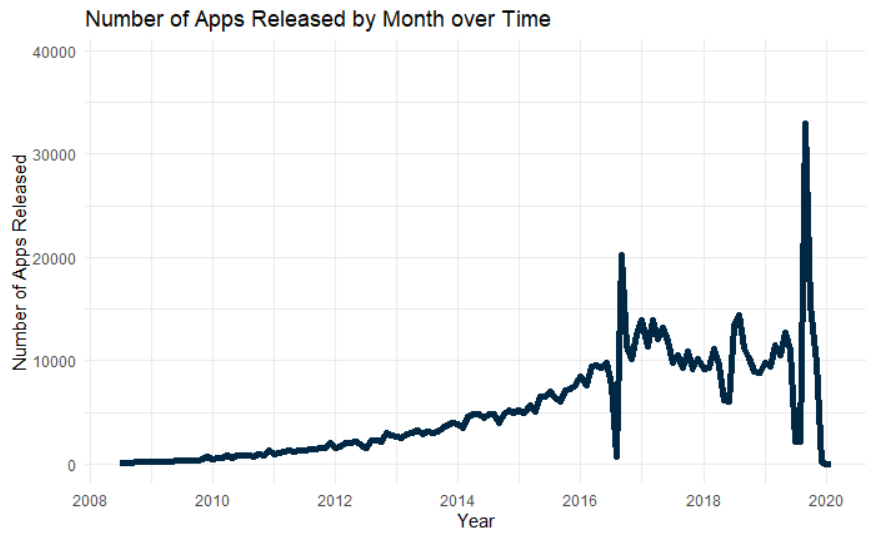 Number of Apps Released by Month over Time
Number of Apps Released
40000
30000
20000
10000
0
2008 2010 2012 2014 2016 2018 2020
Year